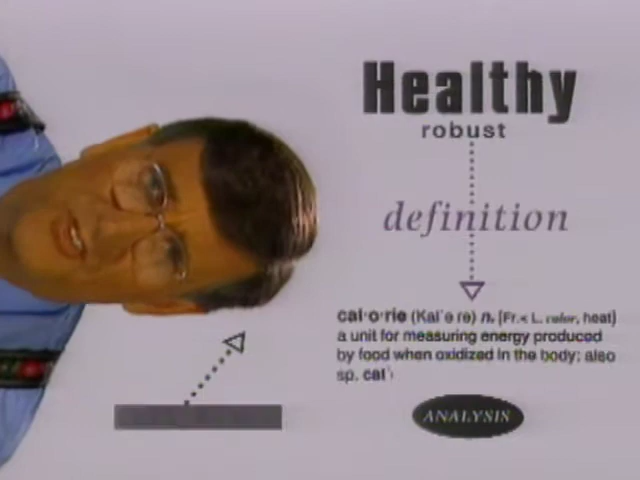 Healthy
robust
definition
cal·o·rie (Kal'ə rē) n. [Fr.< L. calor, heat]
a unit for measuring energy produced
by food when oxidized in the body; also
sp. cal'
ANALYSIS